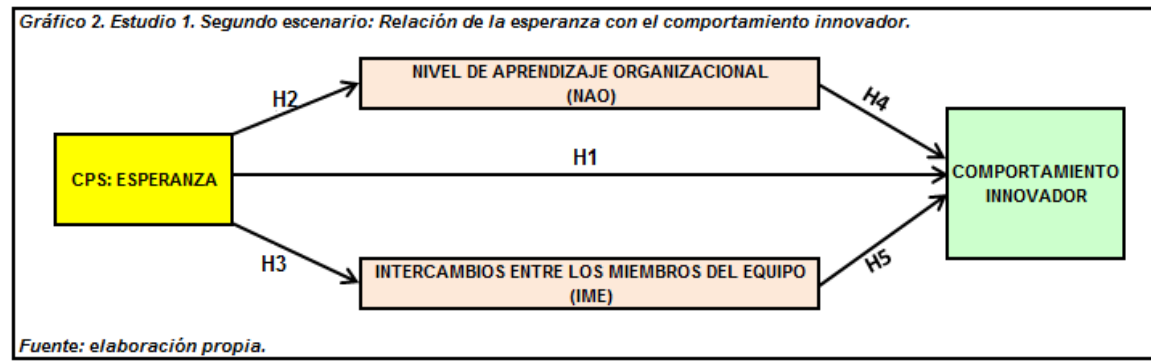 Gráfico 2. Estudio 1. Segundo escenario: Relación de la esperanza con el comportamiento innovador.
NIVEL DE APRENDIZAJE ORGANIZACIONAL
(NAO)
H2
H4
CPS: ESPERANZA
H1
COMPORTAMIENTO
INNOVADOR
H3
INTERCAMBIOS ENTRE LOS MIEMBROS DEL EQUIPO
(IME)
H5
Fuente: elaboración propia.